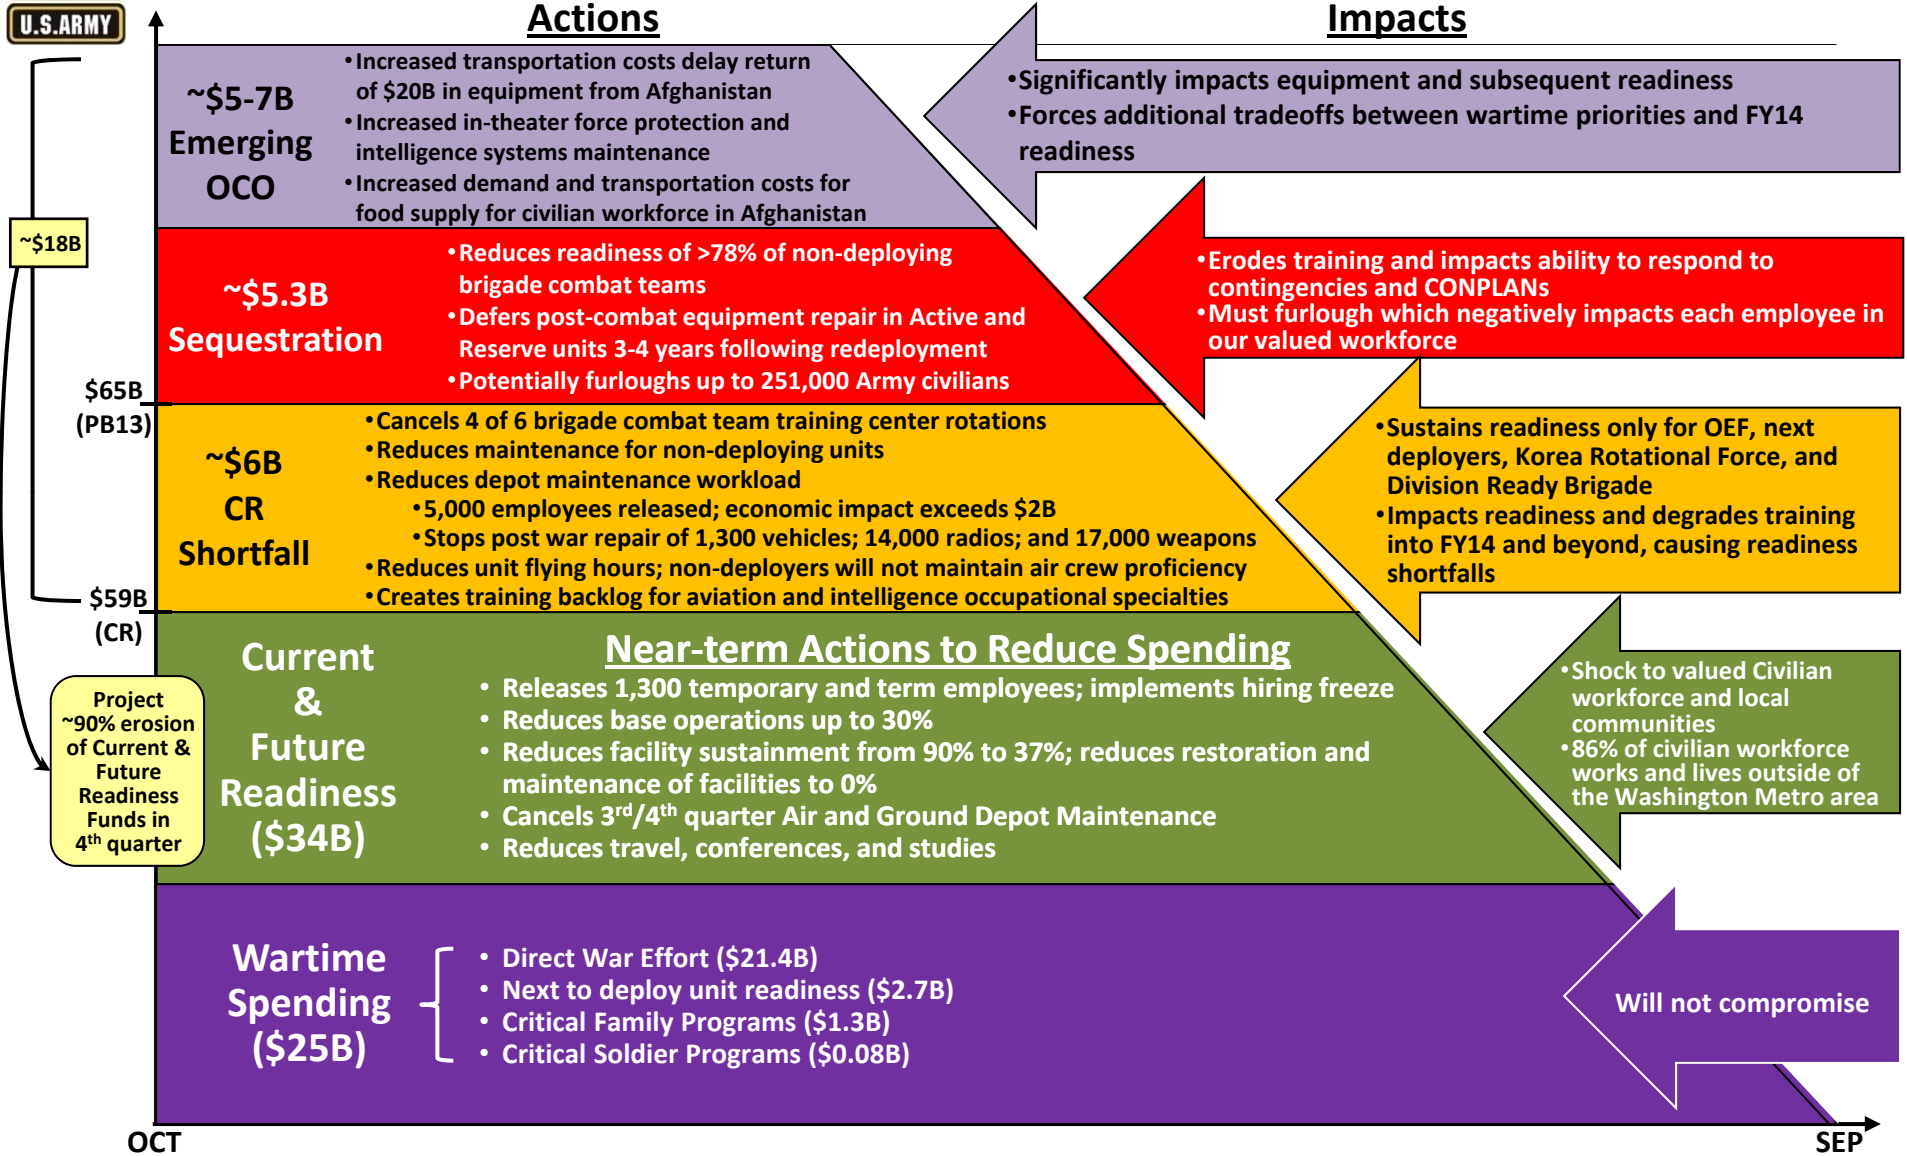 U.S.ARMY
Actions
Impacts
~$5-7B
Emerging
OCO
•Increased transportation costs delay return
of $20B in equipment from Afghanistan
•Increased in-theater force protection and
intelligence systems maintenance
•Increased demand and transportation costs for
food supply for civilian workforce in Afghanistan
•Significantly impacts equipment and subsequent readiness
•Forces additional tradeoffs between wartime priorities and FY14
readiness
~$18B
~$5.3B
Sequestration
•Reduces readiness of >78% of non-deploying
brigade combat teams
•Defers post-combat equipment repair in Active and
Reserve units 3-4 years following redeployment
•Potentially furloughs up to 251,000 Army civilians
•Erodes training and impacts ability to respond to
contingencies and CONPLANs
•Must furlough which negatively impacts each employee in
our valued workforce
$65B
(PB13)
~$6B
CR
Shortfall
•Cancels 4 of 6 brigade combat team training center rotations
•Reduces maintenance for non-deploying units
•Reduces depot maintenance workload
•5,000 employees released; economic impact exceeds $2B
•Stops post war repair of 1,300 vehicles; 14,000 radios; and 17,000 weapons
•Reduces unit flying hours; non-deployers will not maintain air crew proficiency
•Creates training backlog for aviation and intelligence occupational specialties
•Sustains readiness only for OEF, next
deployers, Korea Rotational Force, and
Division Ready Brigade
•Impacts readiness and degrades training
into FY14 and beyond, causing readiness
shortfalls
$59B
(CR)
Project
~90% erosion
of Current &
Future
Readiness
Funds in
4th quarter
Current
&
Future
Readiness
($34B)
Near-term Actions to Reduce Spending
• Releases 1,300 temporary and term employees; implements hiring freeze
• Reduces base operations up to 30%
• Reduces facility sustainment from 90% to 37%; reduces restoration and
maintenance of facilities to 0%
• Cancels 3rd/4th quarter Air and Ground Depot Maintenance
• Reduces travel, conferences, and studies
•Shock to valued Civilian
workforce and local
communities
•86% of civilian workforce
works and lives outside of
the Washington Metro area
Wartime
Spending
($25B)
• Direct War Effort ($21.4B)
• Next to deploy unit readiness ($2.7B)
• Critical Family Programs ($1.3B)
• Critical Soldier Programs ($0.08B)
Will not compromise
OCT
SEP